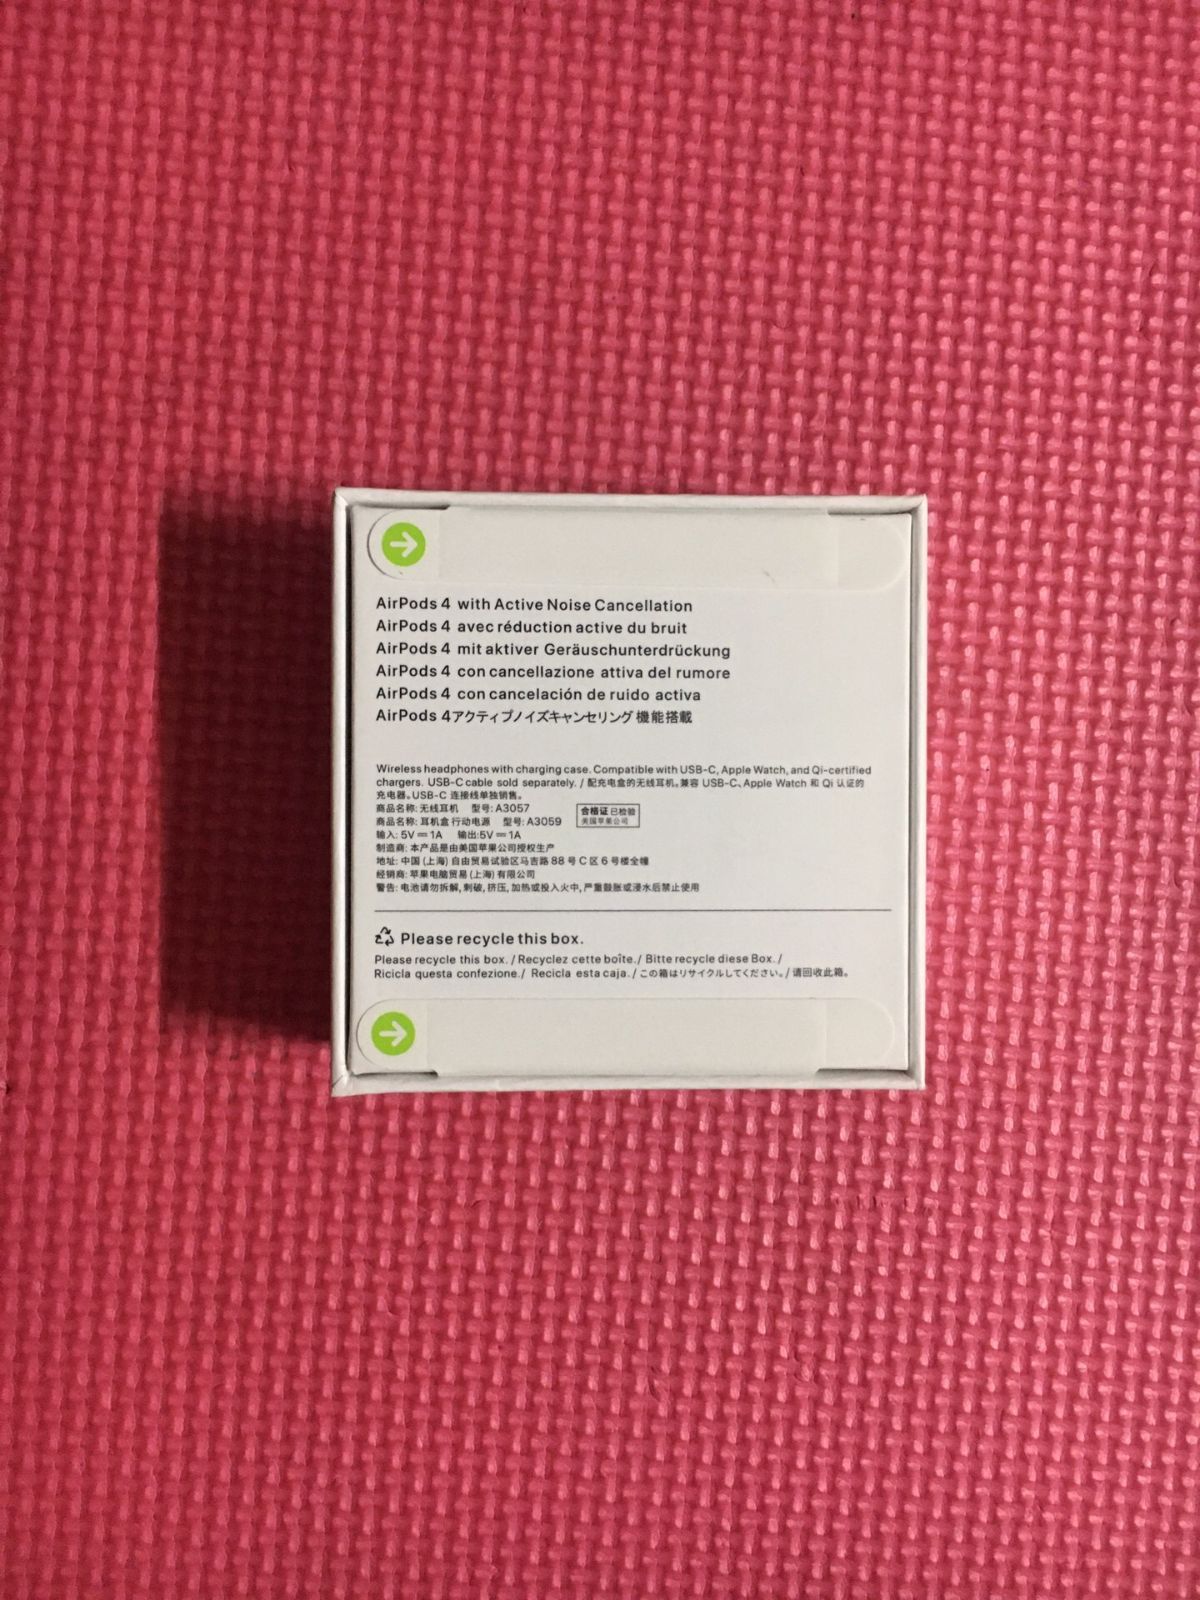 AirPods 4 with Active Noise Cancellation
AirPods 4 avec réduction active du bruit
AirPods 4 mit aktiver Geräuschunterdrückung
AirPods 4 con cancellazione attiva del rumore
AirPods 4 con cancelación de ruido activa
AirPods 4アクティブノイズキャンセリング機能搭載
Wireless headphones with charging case. Compatible with USB-C, Apple Watch, and Qi-certified
chargers. USB-C cable sold separately. / 配充电盒的无线耳机。兼容 USB-C、Apple Watch 和 Qi 认证的
充电器。USB-C 连接线单独销售。
商品名称: 无线耳机 型号: A3057
商品名称: 耳机盒 行动电源 型号: A3059
合格证 已检验
美国苹果公司
输入: 5V⎓1A 输出:5V⎓1A
制造商: 本产品是由美国苹果公司授权生产
地址: 中国 (上海) 自由贸易试验区马吉路 88 号 C 区 6 号楼全幢
经销商: 苹果电脑贸易 (上海) 有限公司
警告: 电池请勿拆解, 刺破, 挤压, 加热或投入火中, 严重鼓胀或浸水后禁止使用
Please recycle this box.
Please recycle this box. / Recyclez cette boîte. / Bitte recycle diese Box. /
Ricicla questa confezione. / Recicla esta caja. / この箱はリサイクルしてください。/ 请回收此箱。